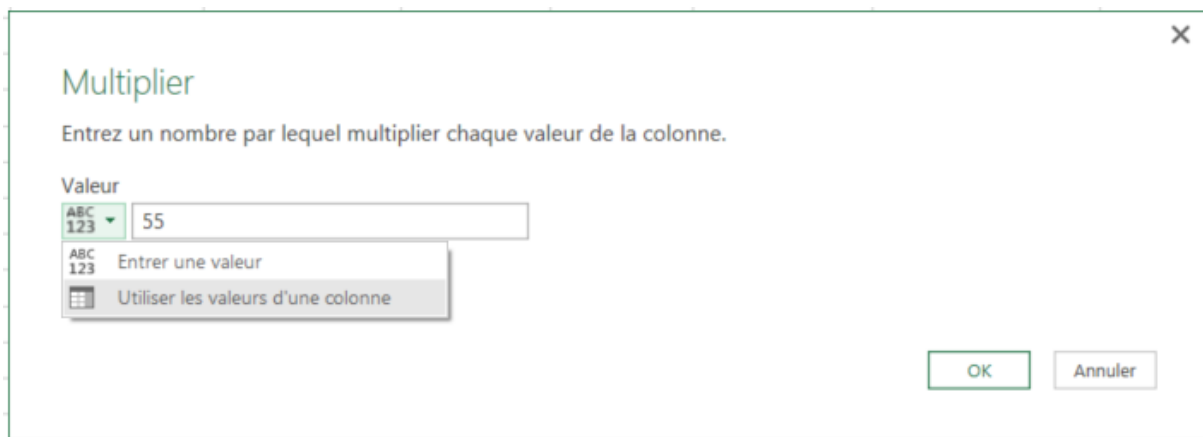 Multiplier
Entrez un nombre par lequel multiplier chaque valeur de la colonne.
Valeur
ABC
123
55
ABC
123
Entrer une valeur
Utiliser les valeurs d'une colonne
OK
Annuler